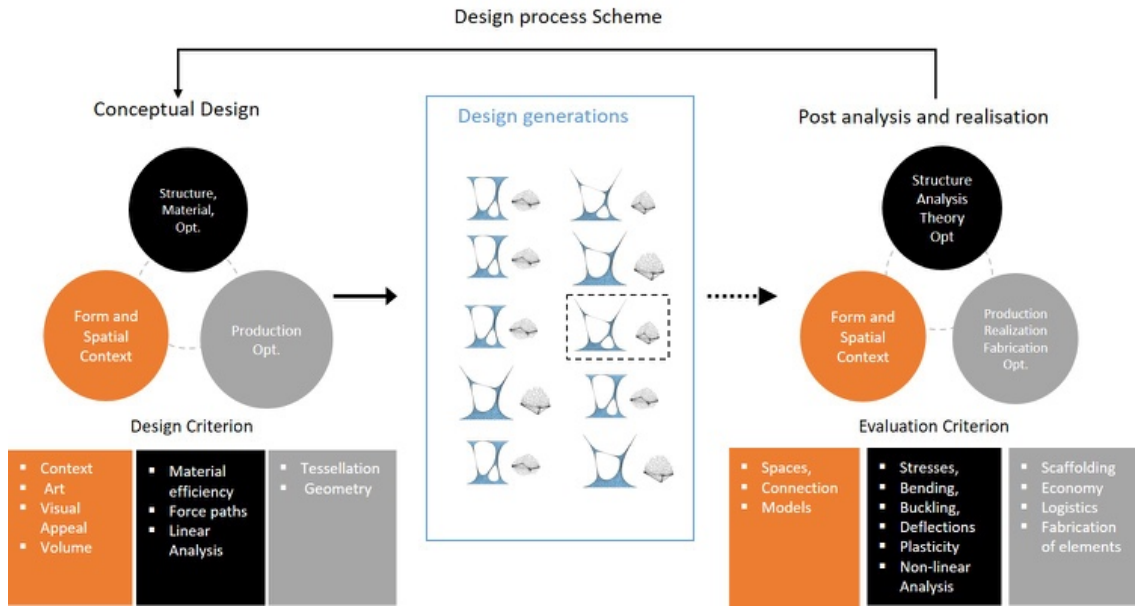 Design process Scheme
Conceptual Design
Structure,
Material,
Opt.
Form and
Spatial
Context
Production
Opt.
Design Criterion
Context
Art
Visual
Appeal
Volume
Material
efficiency
Force paths
Linear
Analysis
Tessellation
Geometry
Design generations
Post analysis and realisation
Structure
Analysis
Theory
Opt
Form and
Spatial
Context
Production
Realization
Fabrication
Opt.
Evaluation Criterion
Spaces,
Connection
Models
Stresses,
Bending,
Buckling,
Deflections
Plasticity
Non-linear
Analysis
Scaffolding
Economy
Logistics
Fabrication
of elements